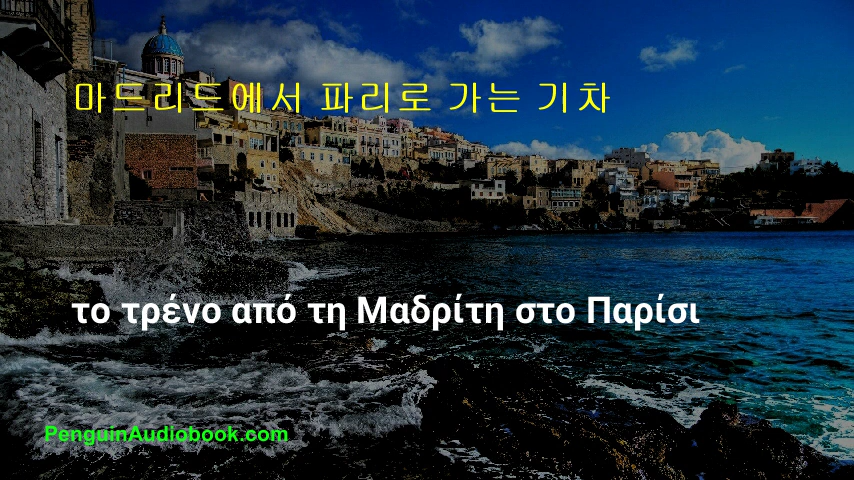 마드리드에서 파리로 가는 기차
το τρένο από τη Μαδρίτη στο Παρίσι
PenguinAudiobook.com